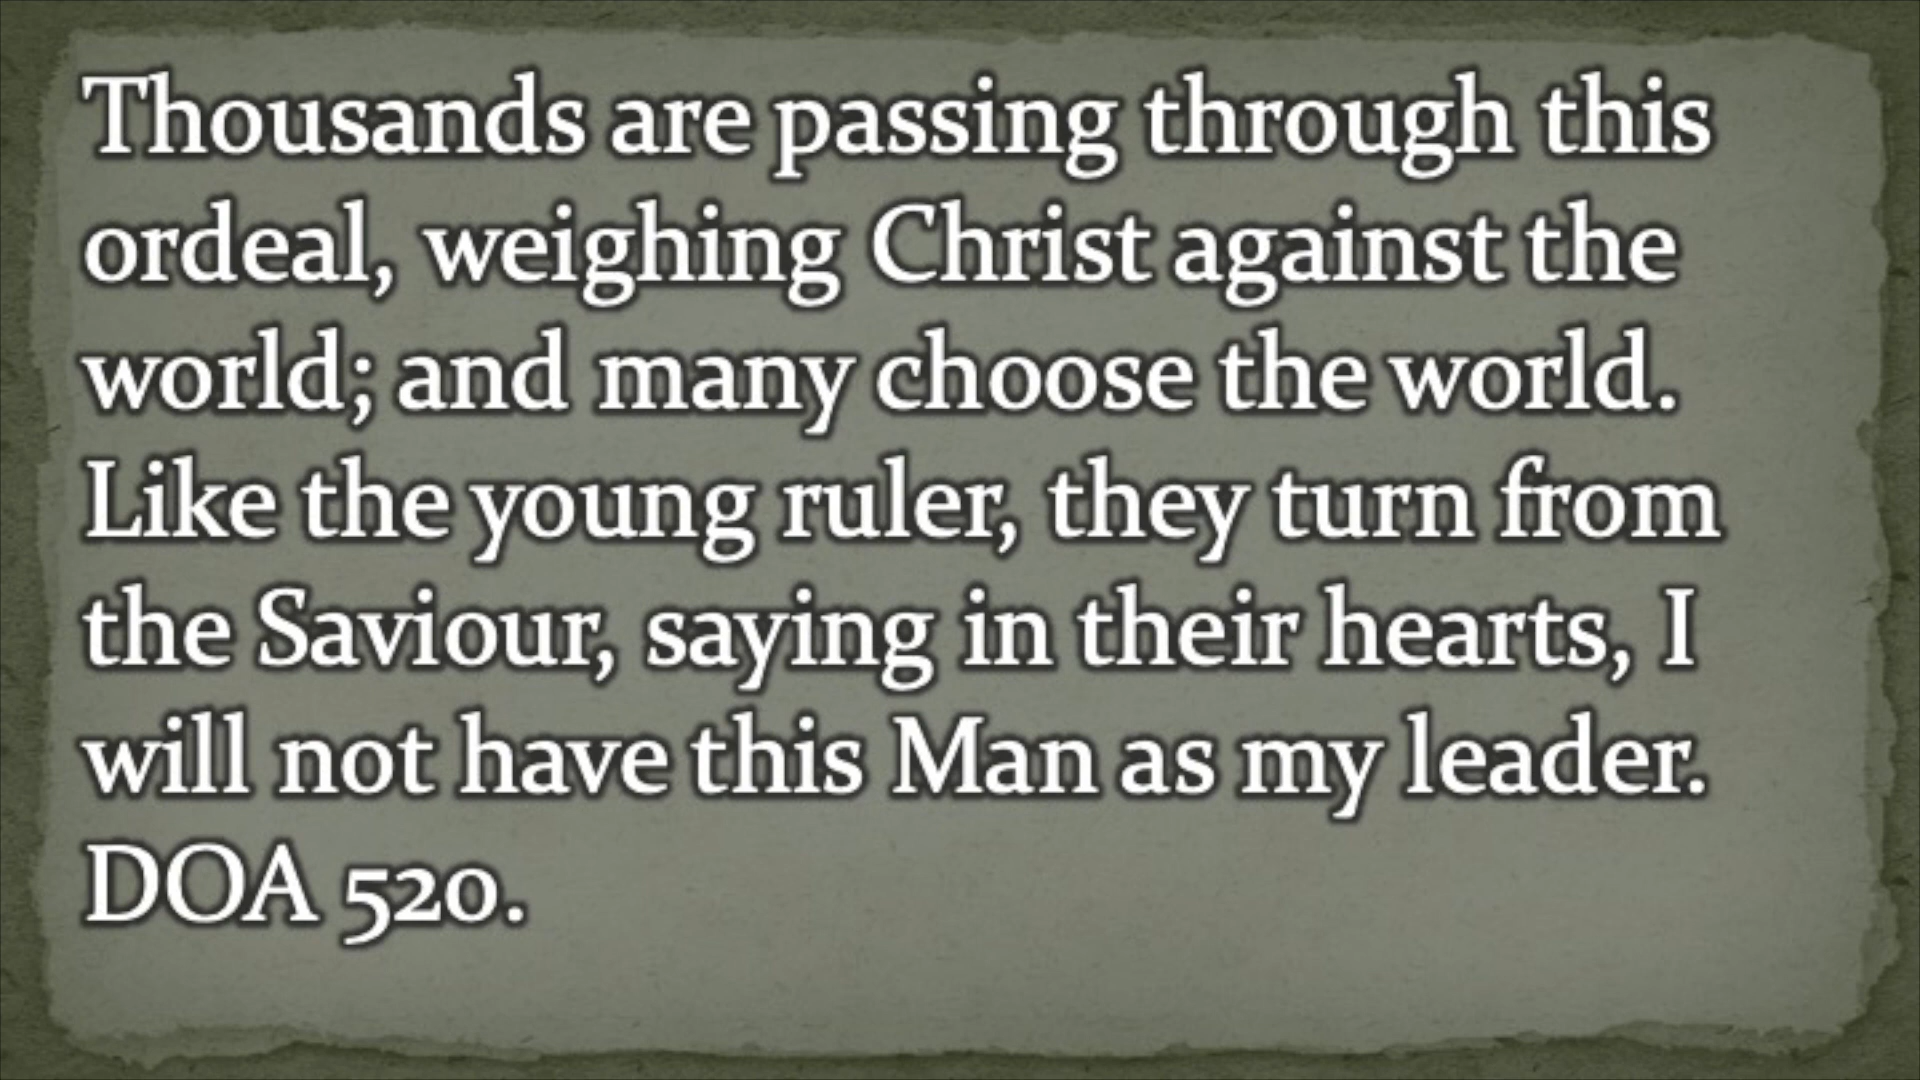 Thousands are passing through this
ordeal, weighing Christ against the
world; and many choose the world.
Like the young ruler, they turn from
the Saviour, saying in their hearts, I
will not have this Man as my leader.
DOA 520.